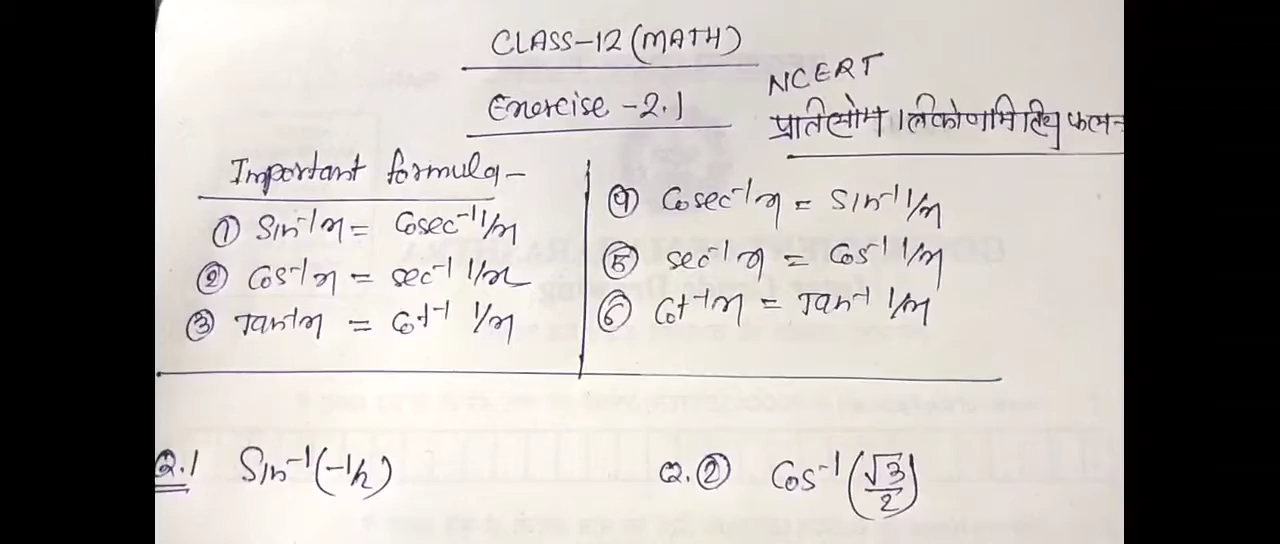 CLASS-12 (MATH)
NCERT
Exercise - 2.1
प्रतिलोम त्रिकोणमितिय फलन
Important formula -
① Sin⁻¹x = Cosec⁻¹ 1/x
② Cos⁻¹x = sec⁻¹ 1/x
③ Tan⁻¹x = Cot⁻¹ 1/x
④ Cosec⁻¹x = Sin⁻¹ 1/x
⑤ sec⁻¹x = Cos⁻¹ 1/x
⑥ Cot⁻¹x = Tan⁻¹ 1/x
Q.1 Sin⁻¹(-1/2)
Q.② Cos⁻¹(√3/2)